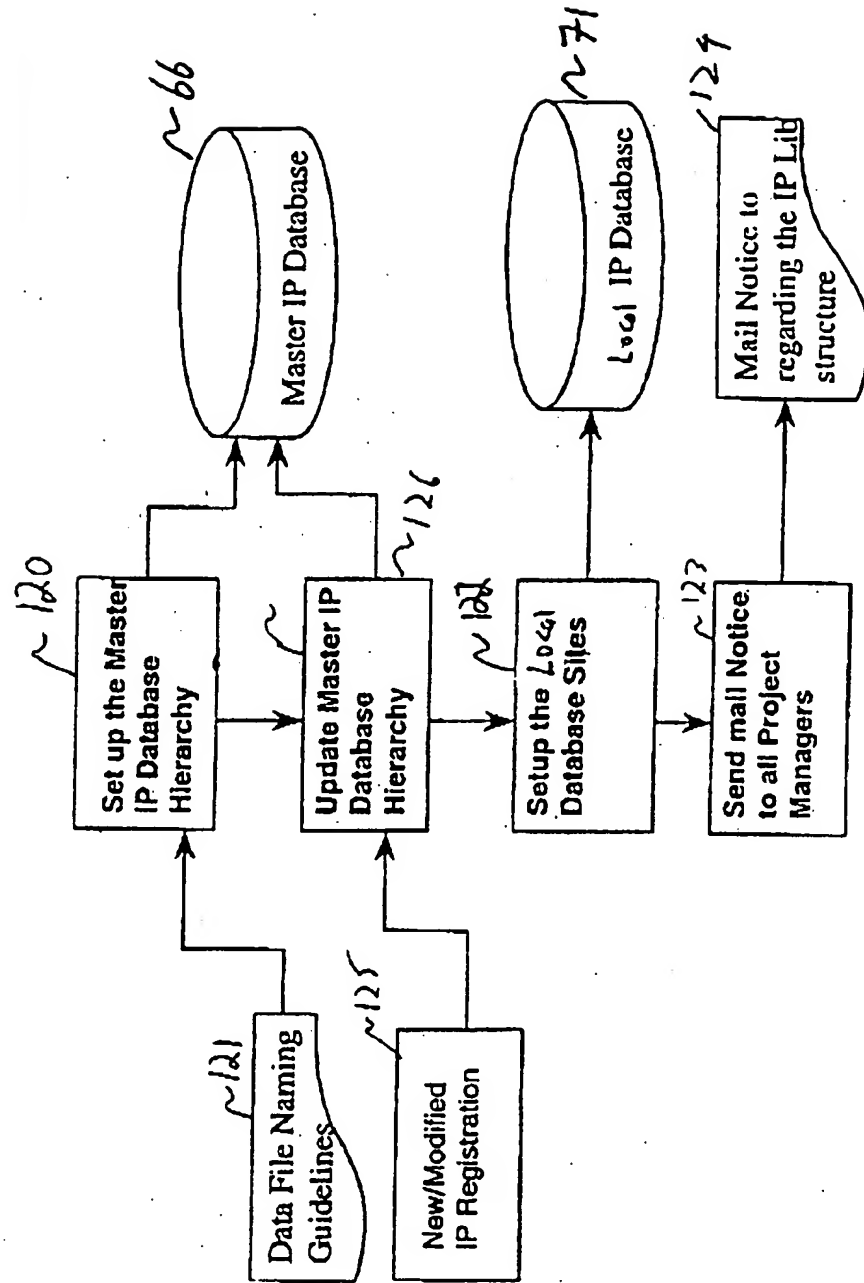 ~120
Set up the Master
IP Database
Hierarchy
~66
Master IP Database
~121
Data File Naming
Guidelines
~126
Update Master IP
Database
Hierarchy
~125
New/Modified
IP Registration
~122
Setup the Local
Database Sites
~71
Local IP Database
~123
Send mail Notice
to all Project
Managers
124
Mail Notice to
regarding the IP Lib
structure